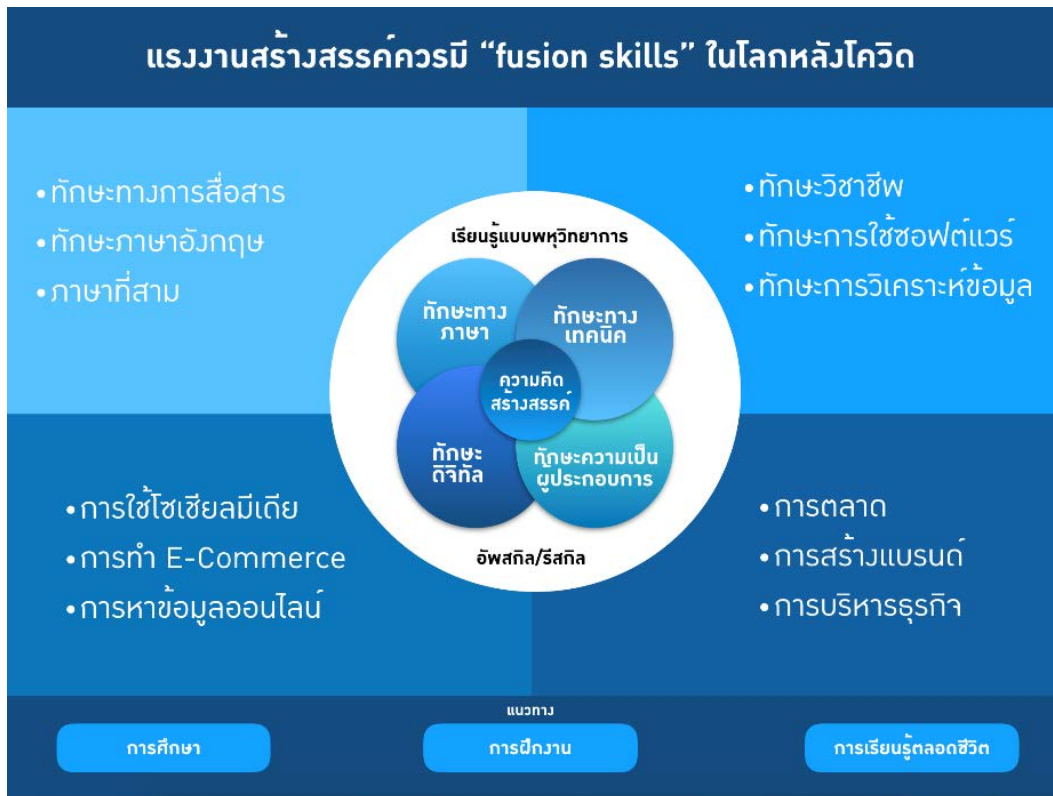 แรงงานสร้างสรรค์ควรมี “fusion skills” ในโลกหลังโควิด
•ทักษะทางการสื่อสาร
•ทักษะภาษาอังกฤษ
•ภาษาที่สาม
•ทักษะวิชาชีพ
•ทักษะการใช้ซอฟต์แวร์
•ทักษะการวิเคราะห์ข้อมูล
เรียนรู้แบบพหุวิทยาการ
ทักษะทาง
ภาษา
ทักษะทาง
เทคนิค
ความคิด
สร้างสรรค์
ทักษะ
ดิจิทัล
ทักษะความเป็น
ผู้ประกอบการ
อัพสกิล/รีสกิล
•การใช้โซเชียลมีเดีย
•การทำ E-Commerce
•การหาข้อมูลออนไลน์
•การตลาด
•การสร้างแบรนด์
•การบริหารธุรกิจ
แนวทาง
การศึกษา
การฝึกงาน
การเรียนรู้ตลอดชีวิต